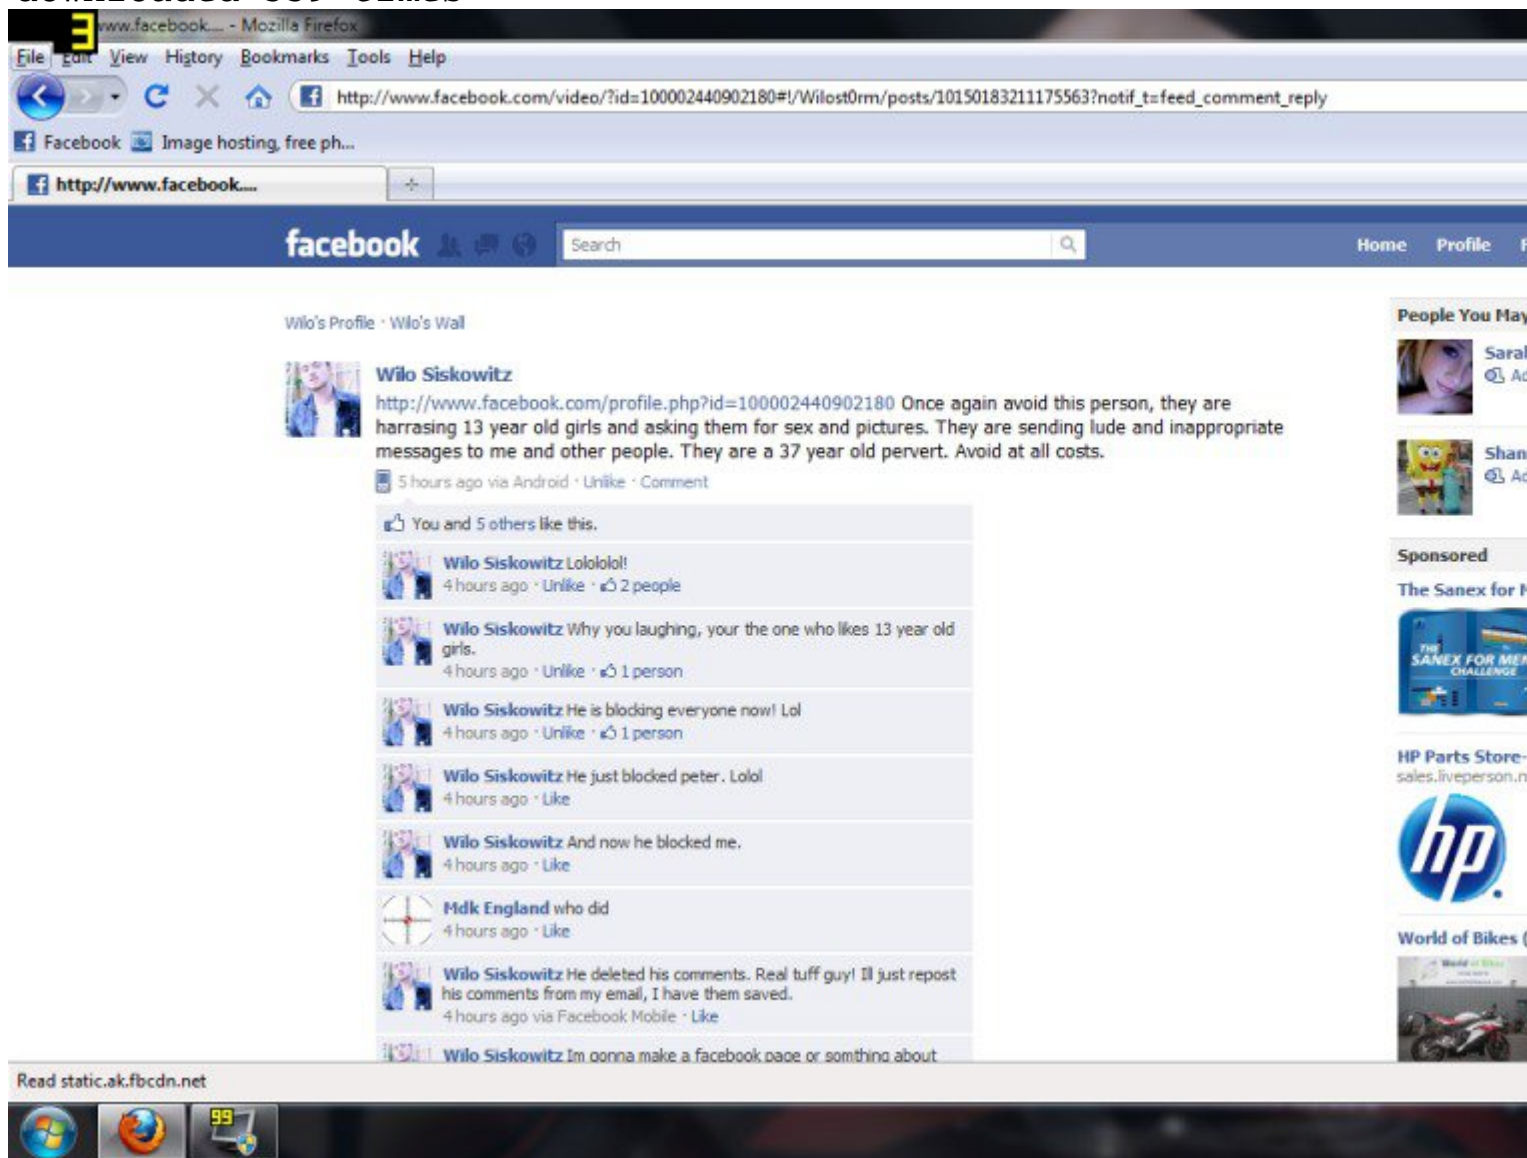 3
www.facebook.... - Mozilla Firefox
File Edit View History Bookmarks Tools Help
http://www.facebook.com/video/?id=100002440902180#!/Wilost0rm/posts/10150183211175563?notif_t=feed_comment_reply
Facebook Image hosting, free ph...
http://www.facebook....
facebook Search Home Profile
Wilo's Profile · Wilo's Wall
Wilo Siskowitz
http://www.facebook.com/profile.php?id=100002440902180 Once again avoid this person, they are
harrasing 13 year old girls and asking them for sex and pictures. They are sending lude and inappropriate
messages to me and other people. They are a 37 year old pervert. Avoid at all costs.
5 hours ago via Android · Unlike · Comment
You and 5 others like this.
Wilo Siskowitz Lolololol!
4 hours ago · Unlike · 2 people
Wilo Siskowitz Why you laughing, your the one who likes 13 year old
girls.
4 hours ago · Unlike · 1 person
Wilo Siskowitz He is blocking everyone now! Lol
4 hours ago · Unlike · 1 person
Wilo Siskowitz He just blocked peter. Lolol
4 hours ago · Like
Wilo Siskowitz And now he blocked me.
4 hours ago · Like
Mdk England who did
4 hours ago · Like
Wilo Siskowitz He deleted his comments. Real tuff guy! Ill just repost
his comments from my email, I have them saved.
4 hours ago via Facebook Mobile · Like
Wilo Siskowitz Im gonna make a facebook page or somthing about
People You May
Sponsored
The Sanex for
THE
SANEX FOR MEN
CHALLENGE
HP Parts Store-
sales.liveperson.n
hp
World of Bikes (
Read static.ak.fbcdn.net
99